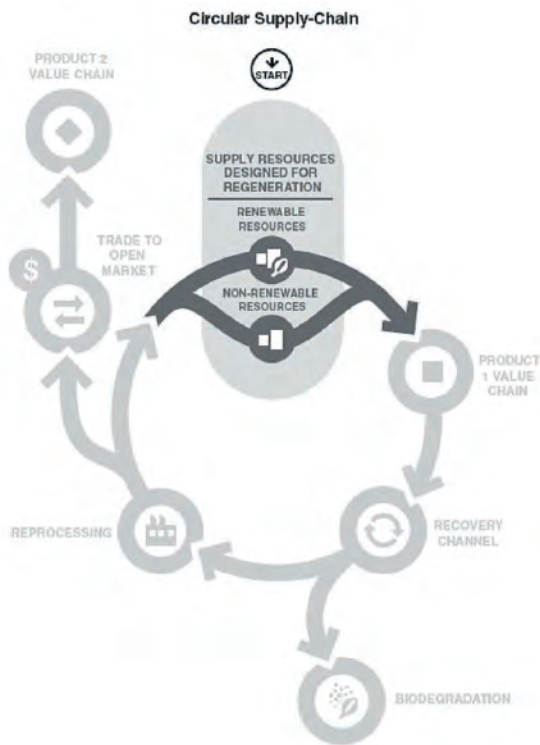 Circular Supply-Chain
START
PRODUCT 2
VALUE CHAIN
SUPPLY RESOURCES
DESIGNED FOR
REGENERATION
RENEWABLE
RESOURCES
TRADE TO
OPEN
MARKET
$
NON-RENEWABLE
RESOURCES
PRODUCT
1 VALUE
CHAIN
REPROCESSING
RECOVERY
CHANNEL
BIODEGRADATION